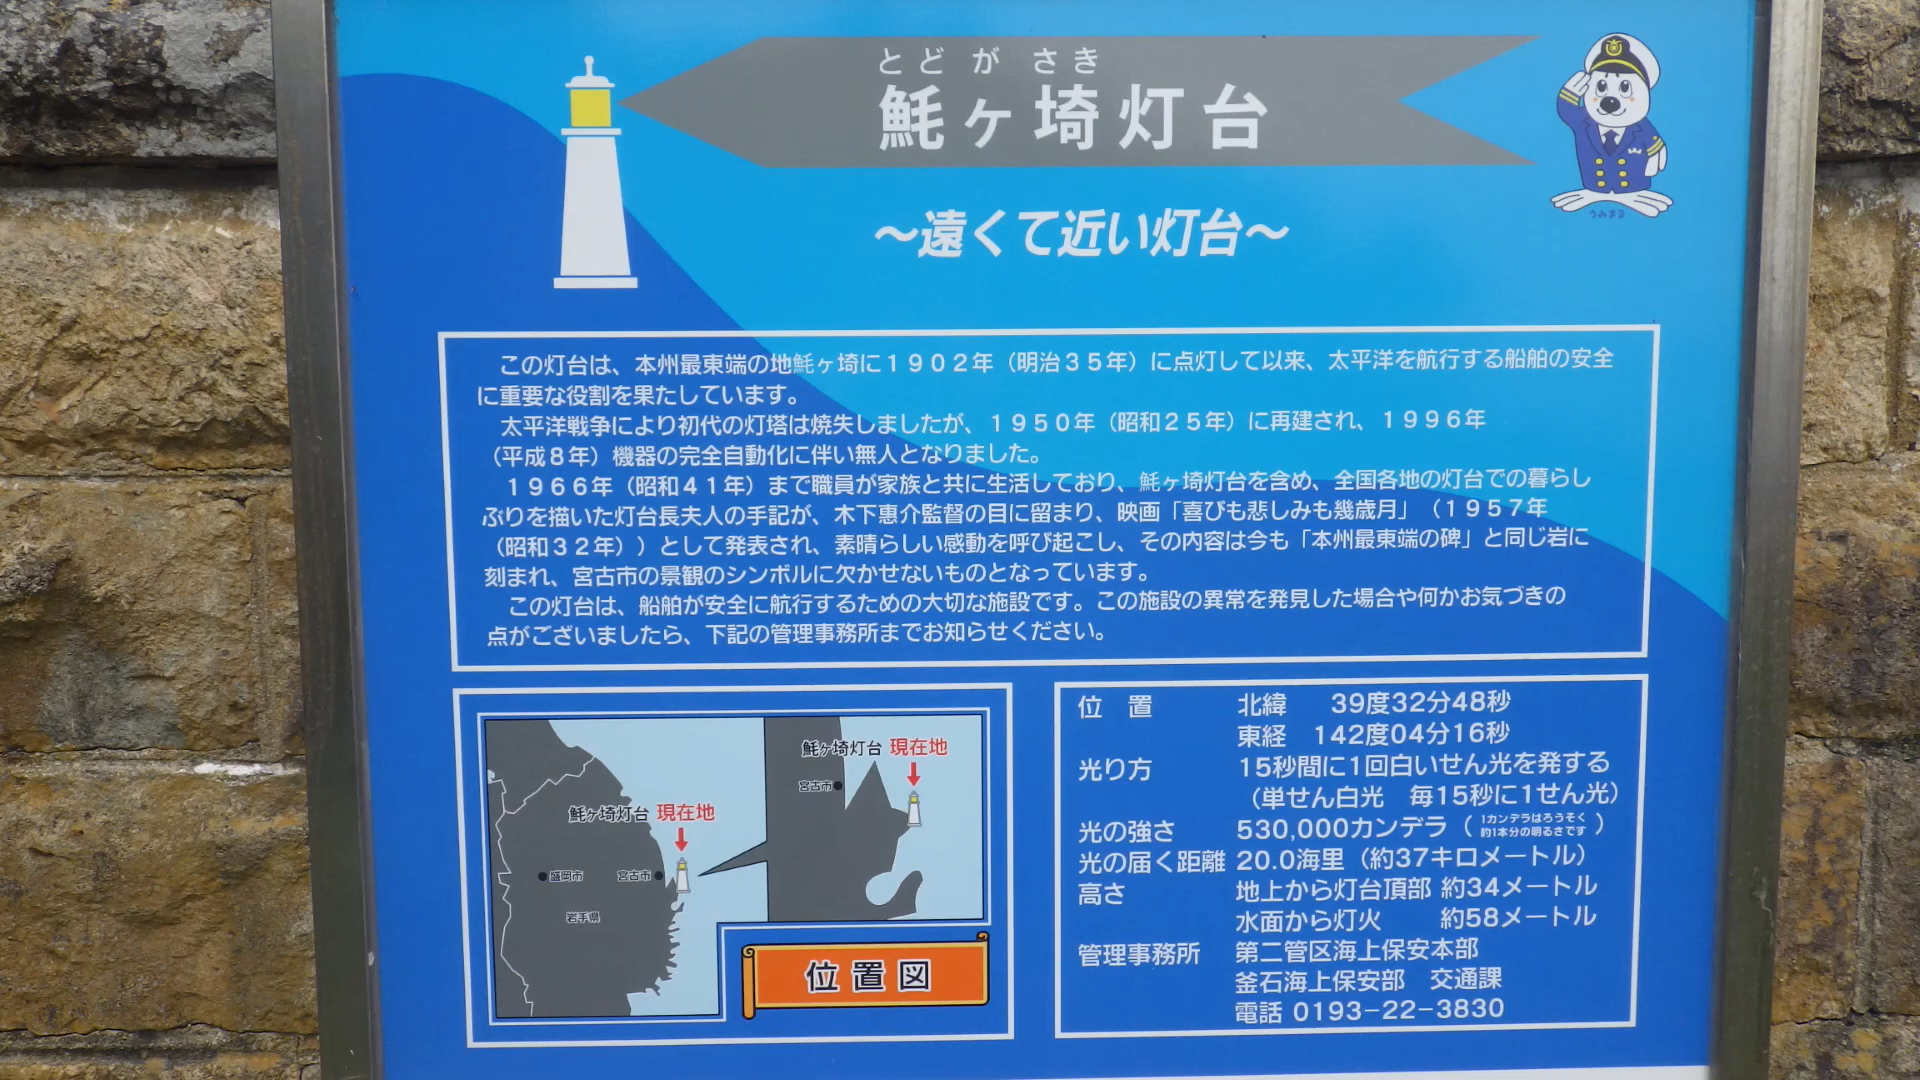 とどがさき
魹ヶ埼灯台
～遠くて近い灯台～
うみまる
この灯台は、本州最東端の地魹ヶ埼に１９０２年（明治３５年）に点灯して以来、太平洋を航行する船舶の安全
に重要な役割を果たしています。
太平洋戦争により初代の灯塔は焼失しましたが、１９５０年（昭和２５年）に再建され、１９９６年
（平成８年）機器の完全自動化に伴い無人となりました。
１９６６年（昭和４１年）まで職員が家族と共に生活しており、魹ヶ埼灯台を含め、全国各地の灯台での暮らし
ぶりを描いた灯台長夫人の手記が、木下惠介監督の目に留まり、映画「喜びも悲しみも幾歳月」（１９５７年
（昭和３２年））として発表され、素晴らしい感動を呼び起こし、その内容は今も「本州最東端の碑」と同じ岩に
刻まれ、宮古市の景観のシンボルに欠かせないものとなっています。
この灯台は、船舶が安全に航行するための大切な施設です。この施設の異常を発見した場合や何かお気づきの
点がございましたら、下記の管理事務所までお知らせください。
魹ヶ埼灯台 現在地
宮古市
魹ヶ埼灯台 現在地
盛岡市 宮古市
岩手県
位置図
位 置 北緯 39度32分48秒
東経 142度04分16秒
光り方 15秒間に1回白いせん光を発する
（単せん白光 毎15秒に1せん光）
光の強さ 530,000カンデラ（1カンデラはろうそく
約1本分の明るさです）
光の届く距離 20.0海里（約37キロメートル）
高さ 地上から灯台頂部 約34メートル
水面から灯火 約58メートル
管理事務所 第二管区海上保安本部
釜石海上保安部 交通課
電話 0193−22−3830